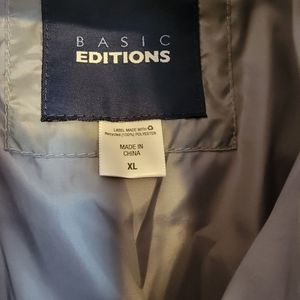 BASIC
EDITIONS
LABEL MADE WITH
Recycled (100%) POLYESTER
MADE IN
CHINA
XL